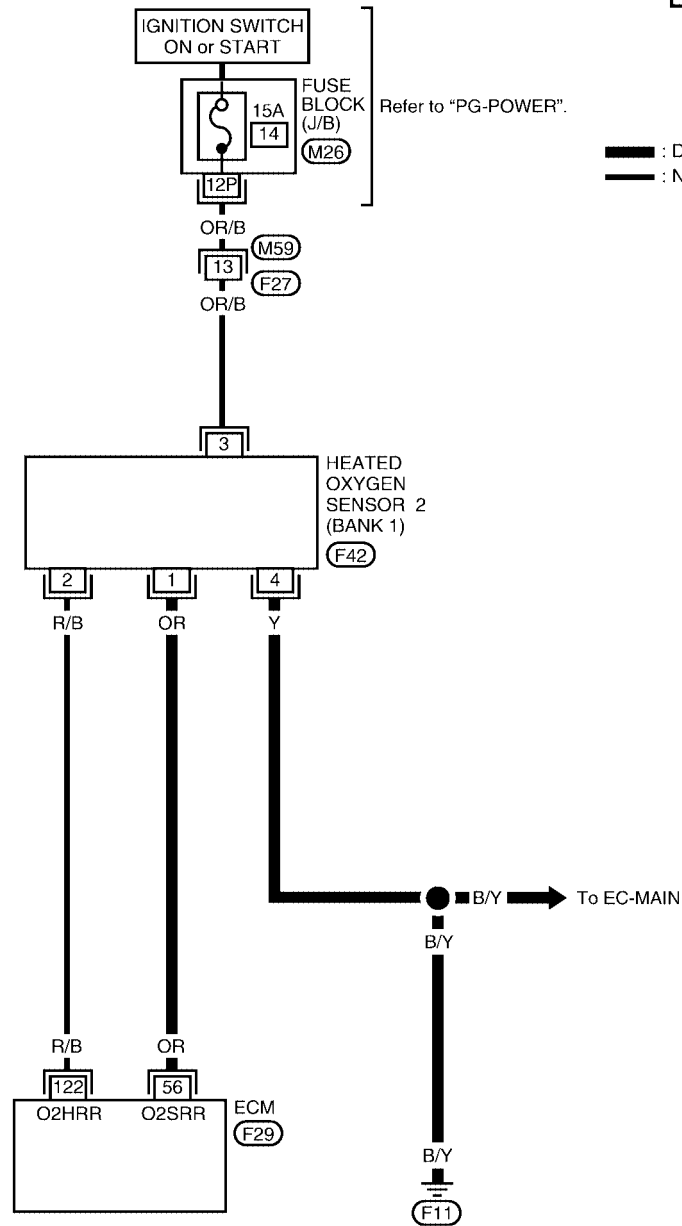 IGNITION SWITCH
ON or START
FUSE
BLOCK
(J/B)
15A
14
M26
Refer to “PG-POWER”.
: D
: N
12P
OR/B
M59
13
F27
OR/B
3
HEATED
OXYGEN
SENSOR 2
(BANK 1)
F42
2 1 4
R/B OR Y
B/Y To EC-MAIN
B/Y
R/B OR
122 56
O2HRR O2SRR
ECM
F29
B/Y
F11